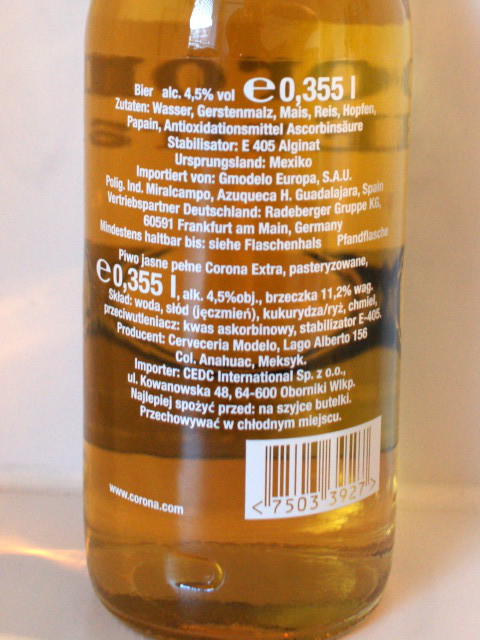 Bier alc. 4,5% vol e 0,355 l
Zutaten: Wasser, Gerstenmalz, Mais, Reis, Hopfen,
Papain, Antioxidationsmittel Ascorbinsäure
Stabilisator: E 405 Alginat
Ursprungsland: Mexiko
Importiert von: Gmodelo Europa, S.A.U.
Polig. Ind. Miralcampo, Azuqueca H. Guadalajara, Spain
Vertriebspartner Deutschland: Radeberger Gruppe KG,
60591 Frankfurt am Main, Germany
Mindestens haltbar bis: siehe Flaschenhals Pfandflasche
Piwo jasne pełne Corona Extra, pasteryzowane,
e 0,355 l, alk. 4,5%obj., brzeczka 11,2% wag.
Skład: woda, słód (jęczmień), kukurydza/ryż, chmiel,
przeciwutleniacz: kwas askorbinowy, stabilizator E-405.
Producent: Cerveceria Modelo, Lago Alberto 156
Col. Anahuac, Meksyk.
Importer: CEDC International Sp. z o.o.,
ul. Kowanowska 48, 64-600 Oborniki Wlkp.
Najlepiej spożyć przed: na szyjce butelki.
Przechowywać w chłodnym miejscu.
www.corona.com
< 7503 3927 >